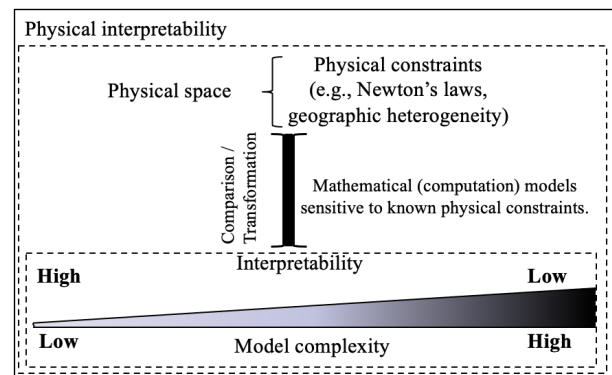 Physical interpretability
Physical space
Physical constraints
(e.g., Newton's laws,
geographic heterogeneity)
Comparison /
Transformation
Mathematical (computation) models
sensitive to known physical constraints.
Interpretability
High
Low
Low
Model complexity
High